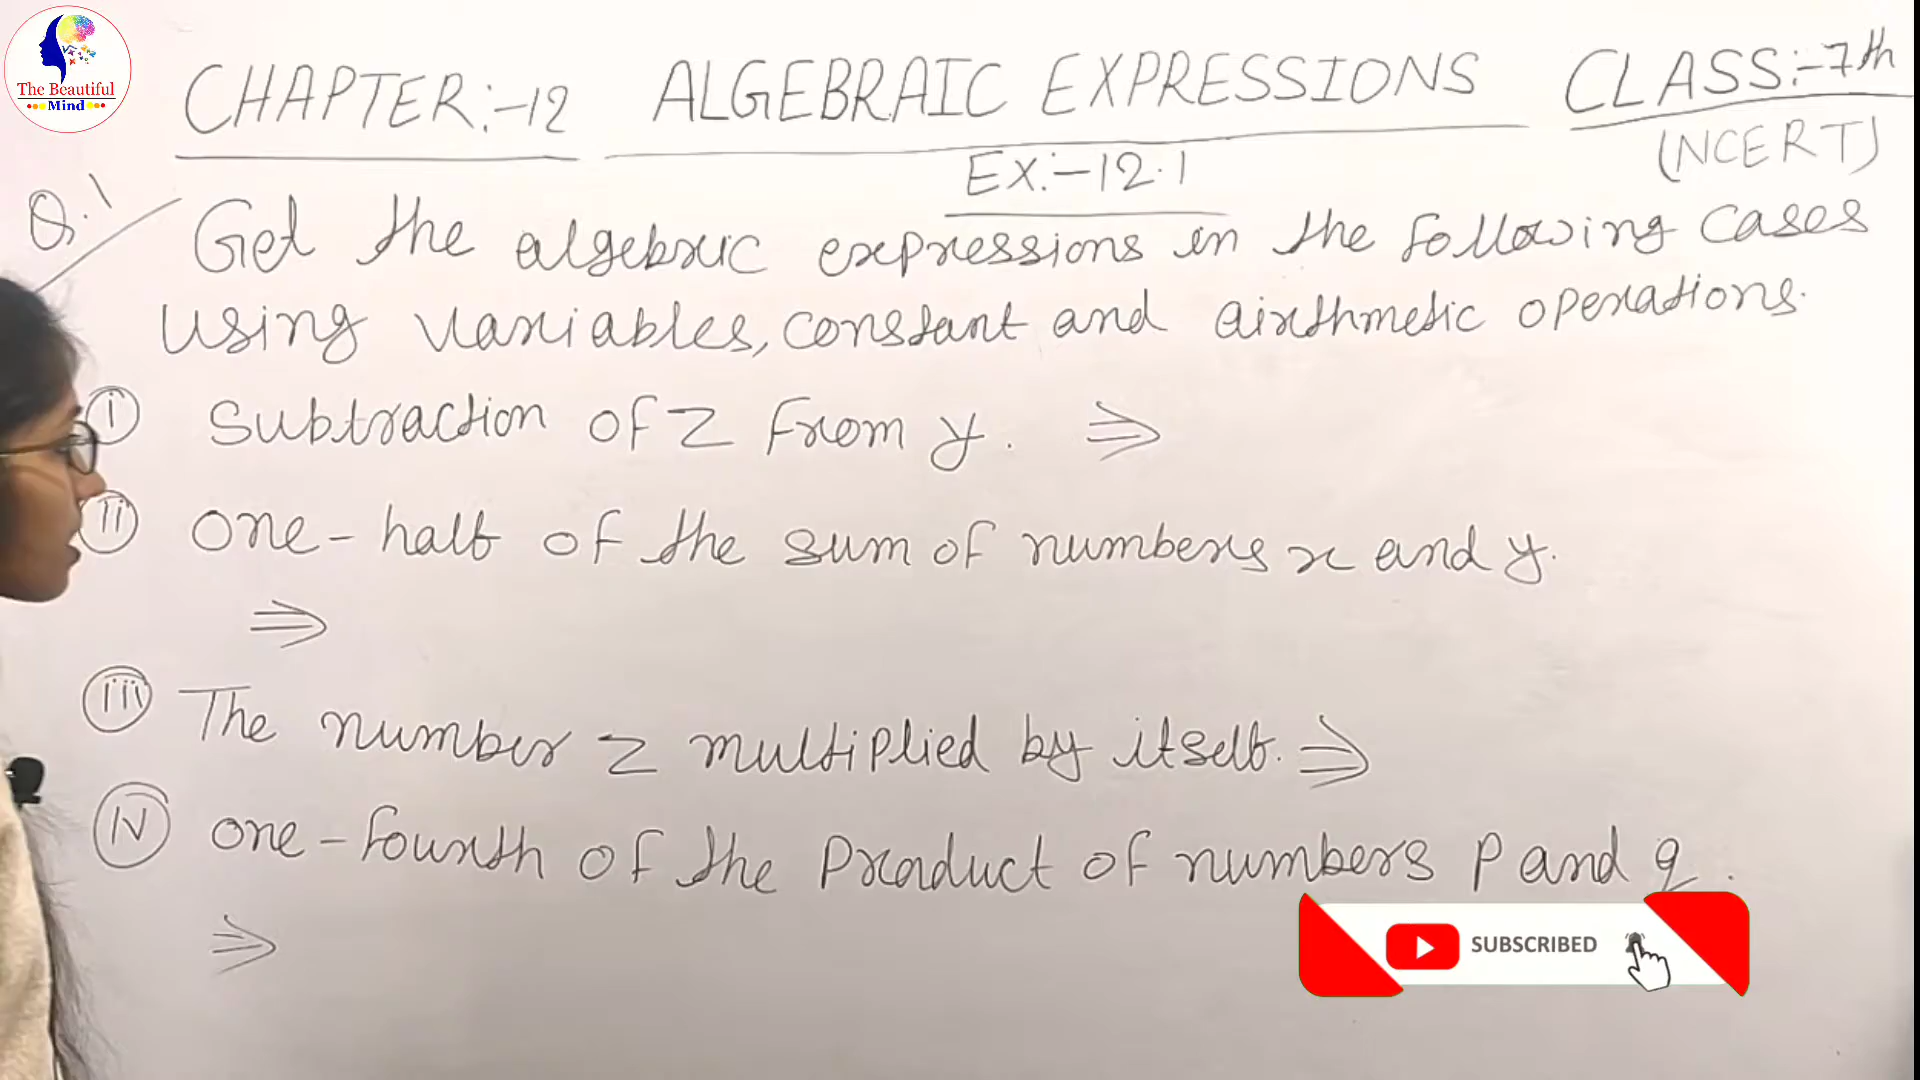 The Beautiful
Mind
CHAPTER:-12 ALGEBRAIC EXPRESSIONS CLASS:-7th
(NCERT)
EX:-12.1
Q.1 Get the algebric expressions in the following cases
using variables, constant and airthmetic operations.
(i) Subtraction of z from y. ⇒
(ii) one-half of the sum of numbers x and y.
⇒
(iii) The number z multiplied by itself. ⇒
(iv) one-fourth of the Product of numbers p and q.
⇒
SUBSCRIBED